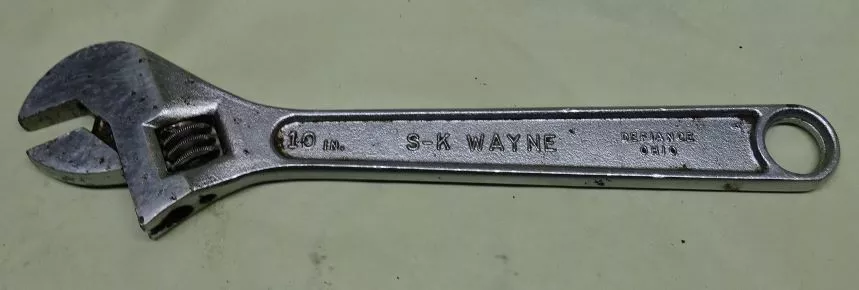 10 IN.
S-K WAYNE
DEFIANCE
OHIO